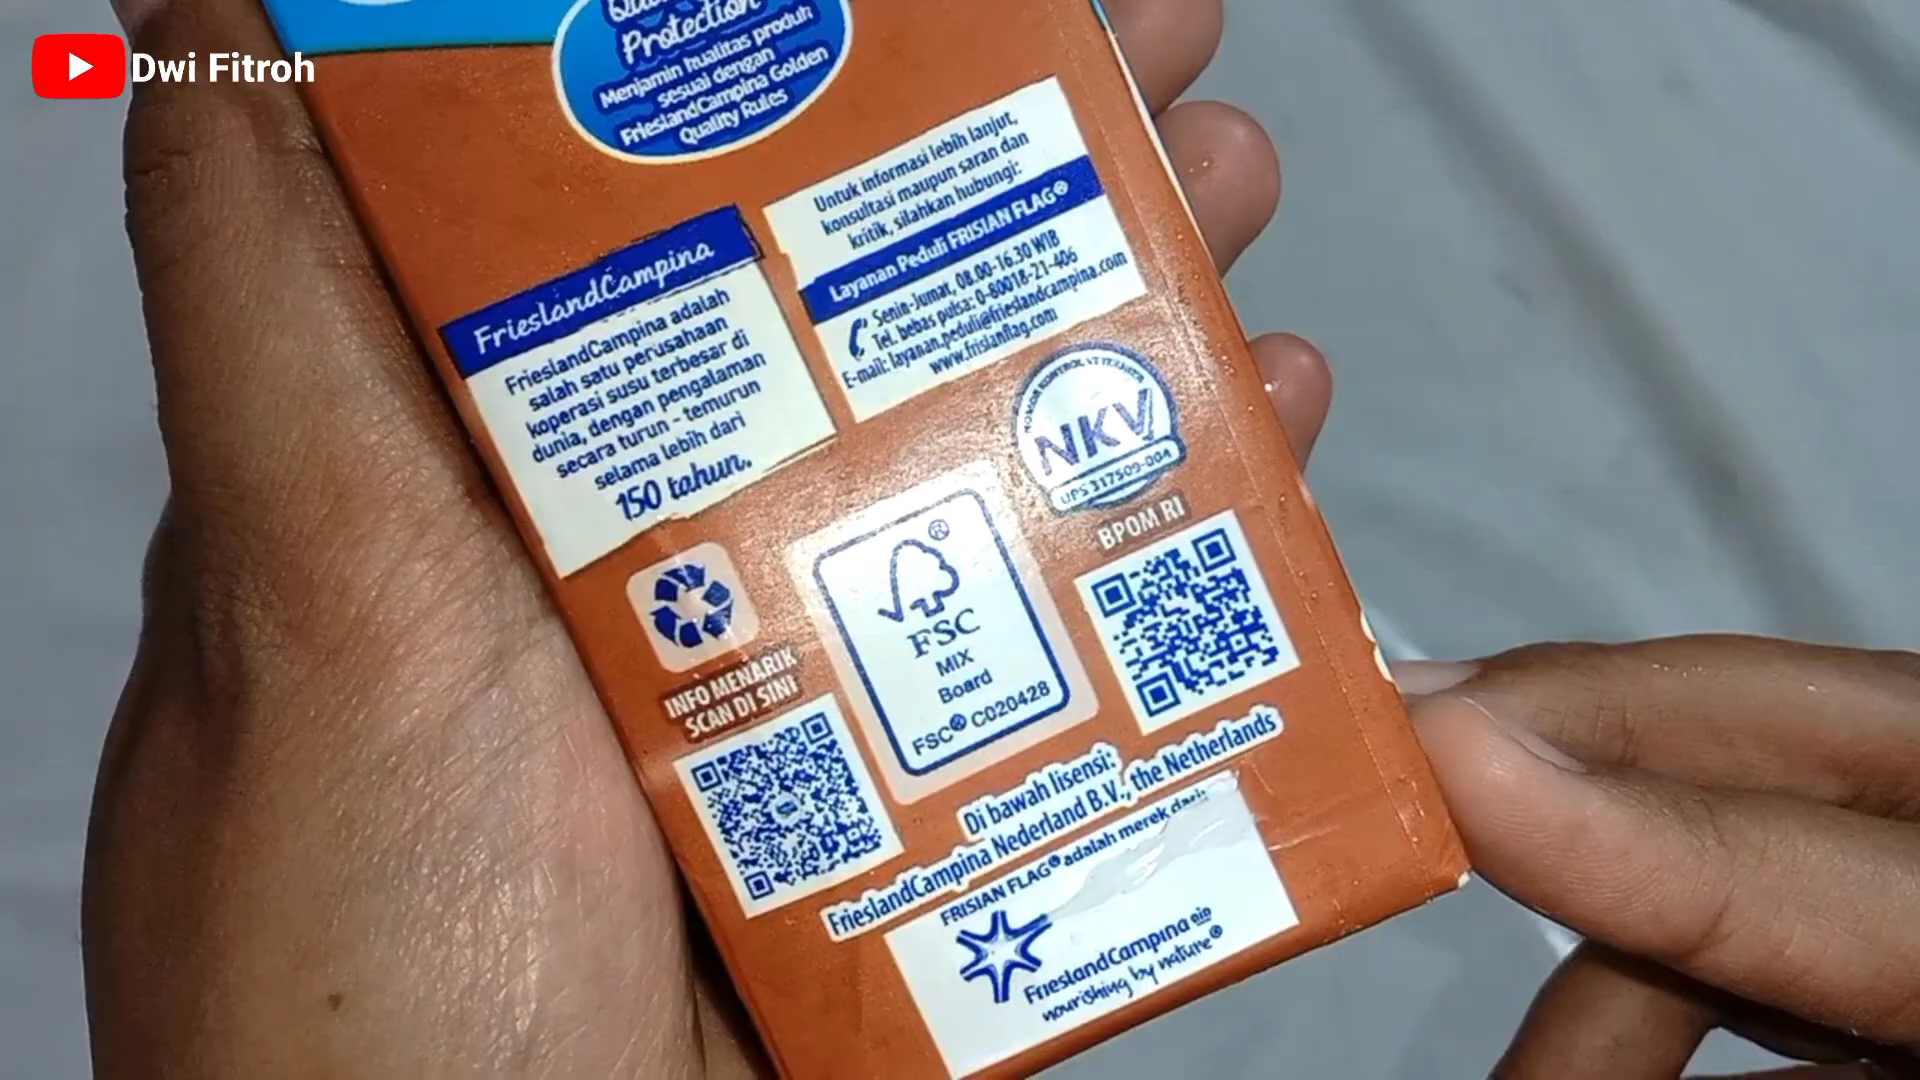 Dwi Fitroh
Protection
Menjamin kualitas produk
sesuai dengan
FrieslandCampina Golden
Quality Rules
Untuk informasi lebih lanjut,
konsultasi maupun saran dan
kritik, silahkan hubungi:
Layanan Peduli FRISIAN FLAG®
Senin-Jumat, 08.00-16.30 WIB
Tel. bebas pulsa: 0-80018-21-406
E-mail: layanan.peduli@frieslandcampina.com
www.frisianflag.com
FrieslandCampina
FrieslandCampina adalah
salah satu perusahaan
koperasi susu terbesar di
dunia, dengan pengalaman
secara turun - temurun
selama lebih dari
150 tahun.
NOMOR KONTROL VETERINER
NKV
UPS 317509-004
BPOM RI
®
FSC
MIX
Board
FSC® C020428
INFO MENARIK
SCAN DI SINI
Di bawah lisensi:
FrieslandCampina Nederland B.V., the Netherlands
FRISIAN FLAG® adalah merek dari:
FrieslandCampina
nourishing by nature®